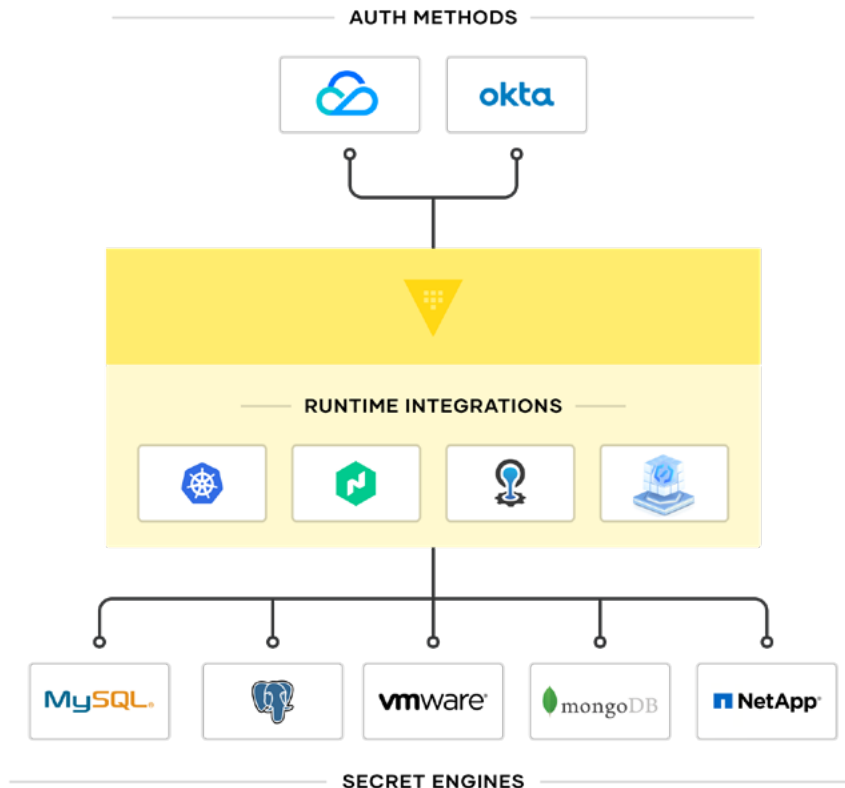 AUTH METHODS
okta
RUNTIME INTEGRATIONS
MySQL®
vmware®
mongoDB
NetApp®
SECRET ENGINES